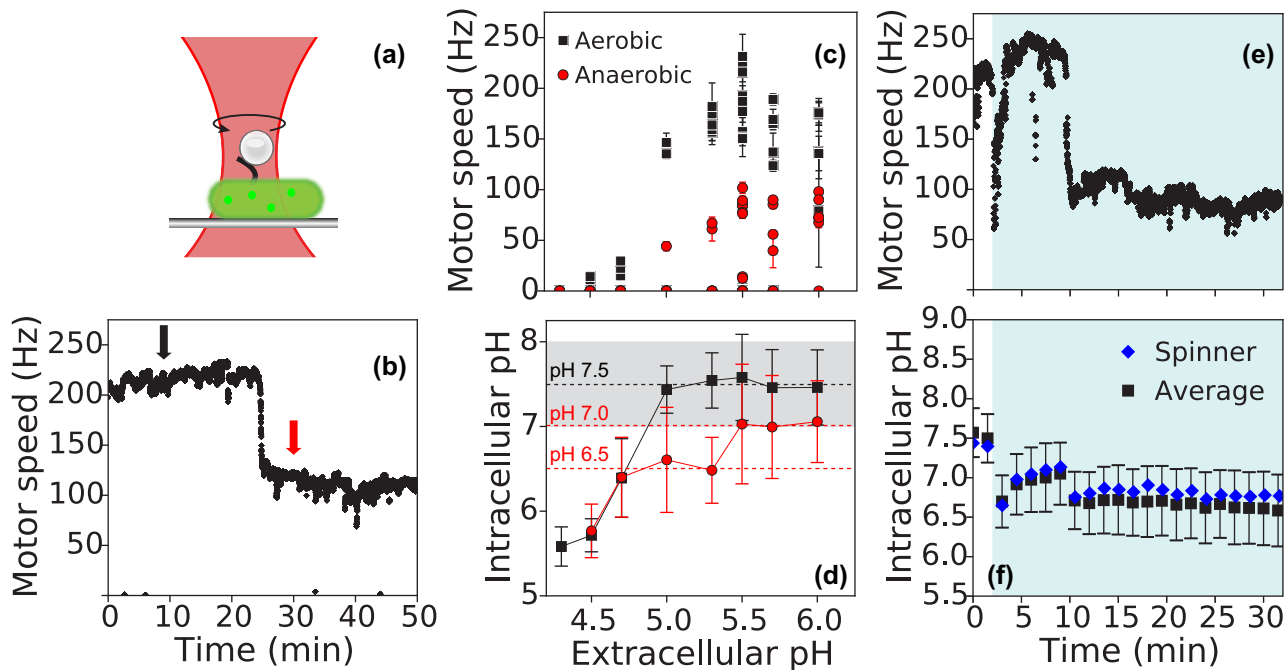 (a)
Motor speed (Hz)
250
200
150
100
50
0
Aerobic
Anaerobic
(c)
Motor speed (Hz)
250
200
150
100
50
0
(e)
Motor speed (Hz)
250
200
150
100
50
(b)
0 10 20 30 40 50
Time (min)
Intracellular pH
8
7
6
5
pH 7.5
pH 7.0
pH 6.5
(d)
4.5 5.0 5.5 6.0
Extracellular pH
Intracellular pH
9.0
8.5
8.0
7.5
7.0
6.5
6.0
5.5
Spinner
Average
(f)
0 5 10 15 20 25 30
Time (min)